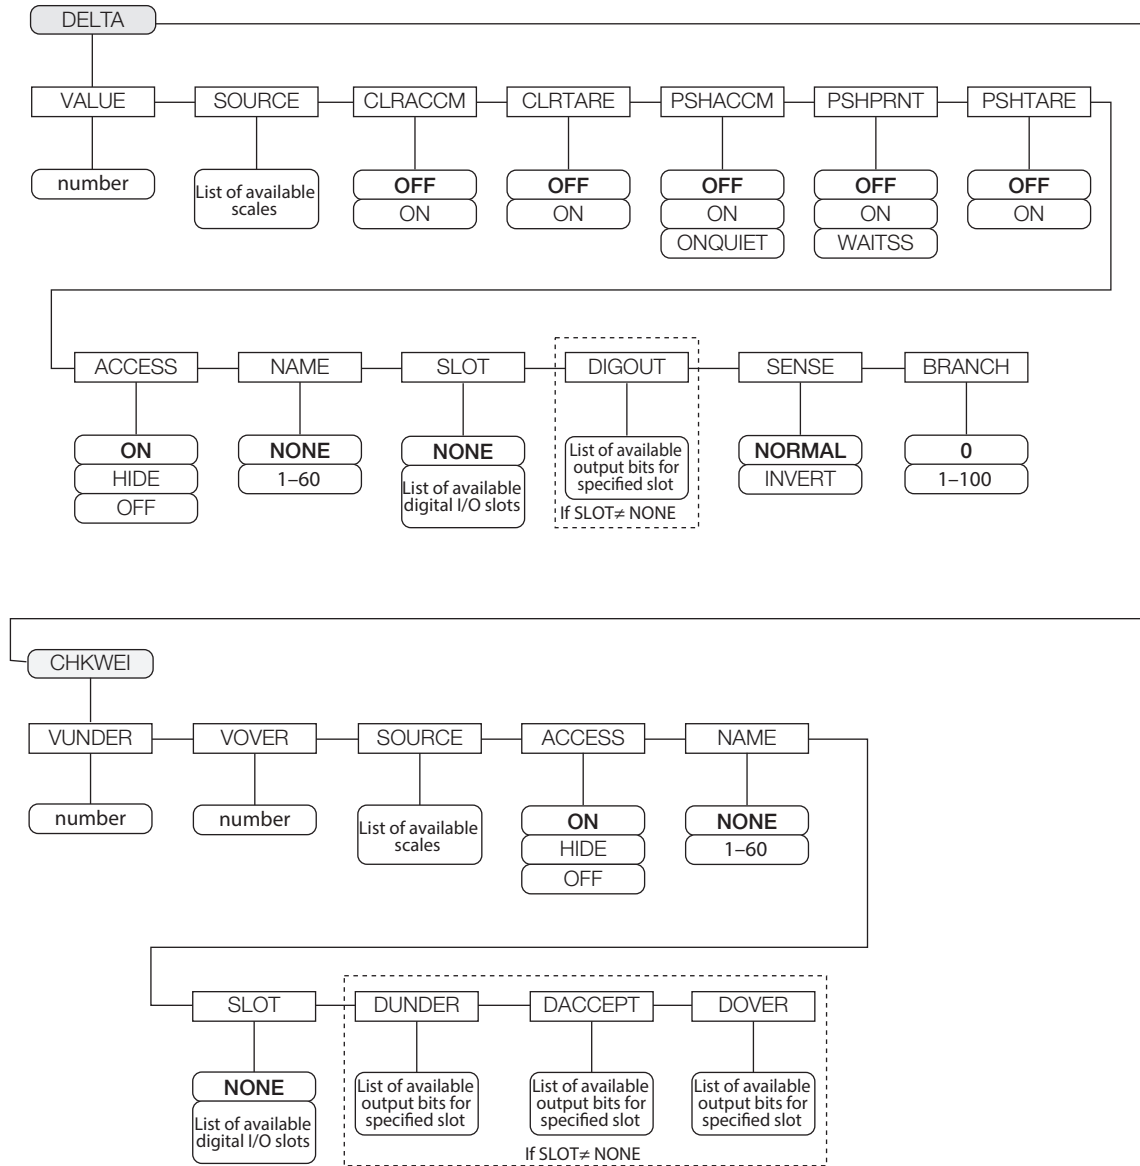 DELTA
VALUE SOURCE CLRACCM CLRTARE PSHACCM PSHPRNT PSHTARE
number
List of available
scales
OFF
ON
OFF
ON
OFF
ON
ONQUIET
OFF
ON
WAITSS
OFF
ON
ACCESS NAME SLOT DIGOUT SENSE BRANCH
ON
HIDE
OFF
NONE
1–60
NONE
List of available
digital I/O slots
List of available
output bits for
specified slot
If SLOT≠ NONE
NORMAL
INVERT
0
1–100
CHKWEI
VUNDER VOVER SOURCE ACCESS NAME
number
number
List of available
scales
ON
HIDE
OFF
NONE
1–60
SLOT DUNDER DACCEPT DOVER
NONE
List of available
digital I/O slots
List of available
output bits for
specified slot
List of available
output bits for
specified slot
List of available
output bits for
specified slot
If SLOT≠ NONE